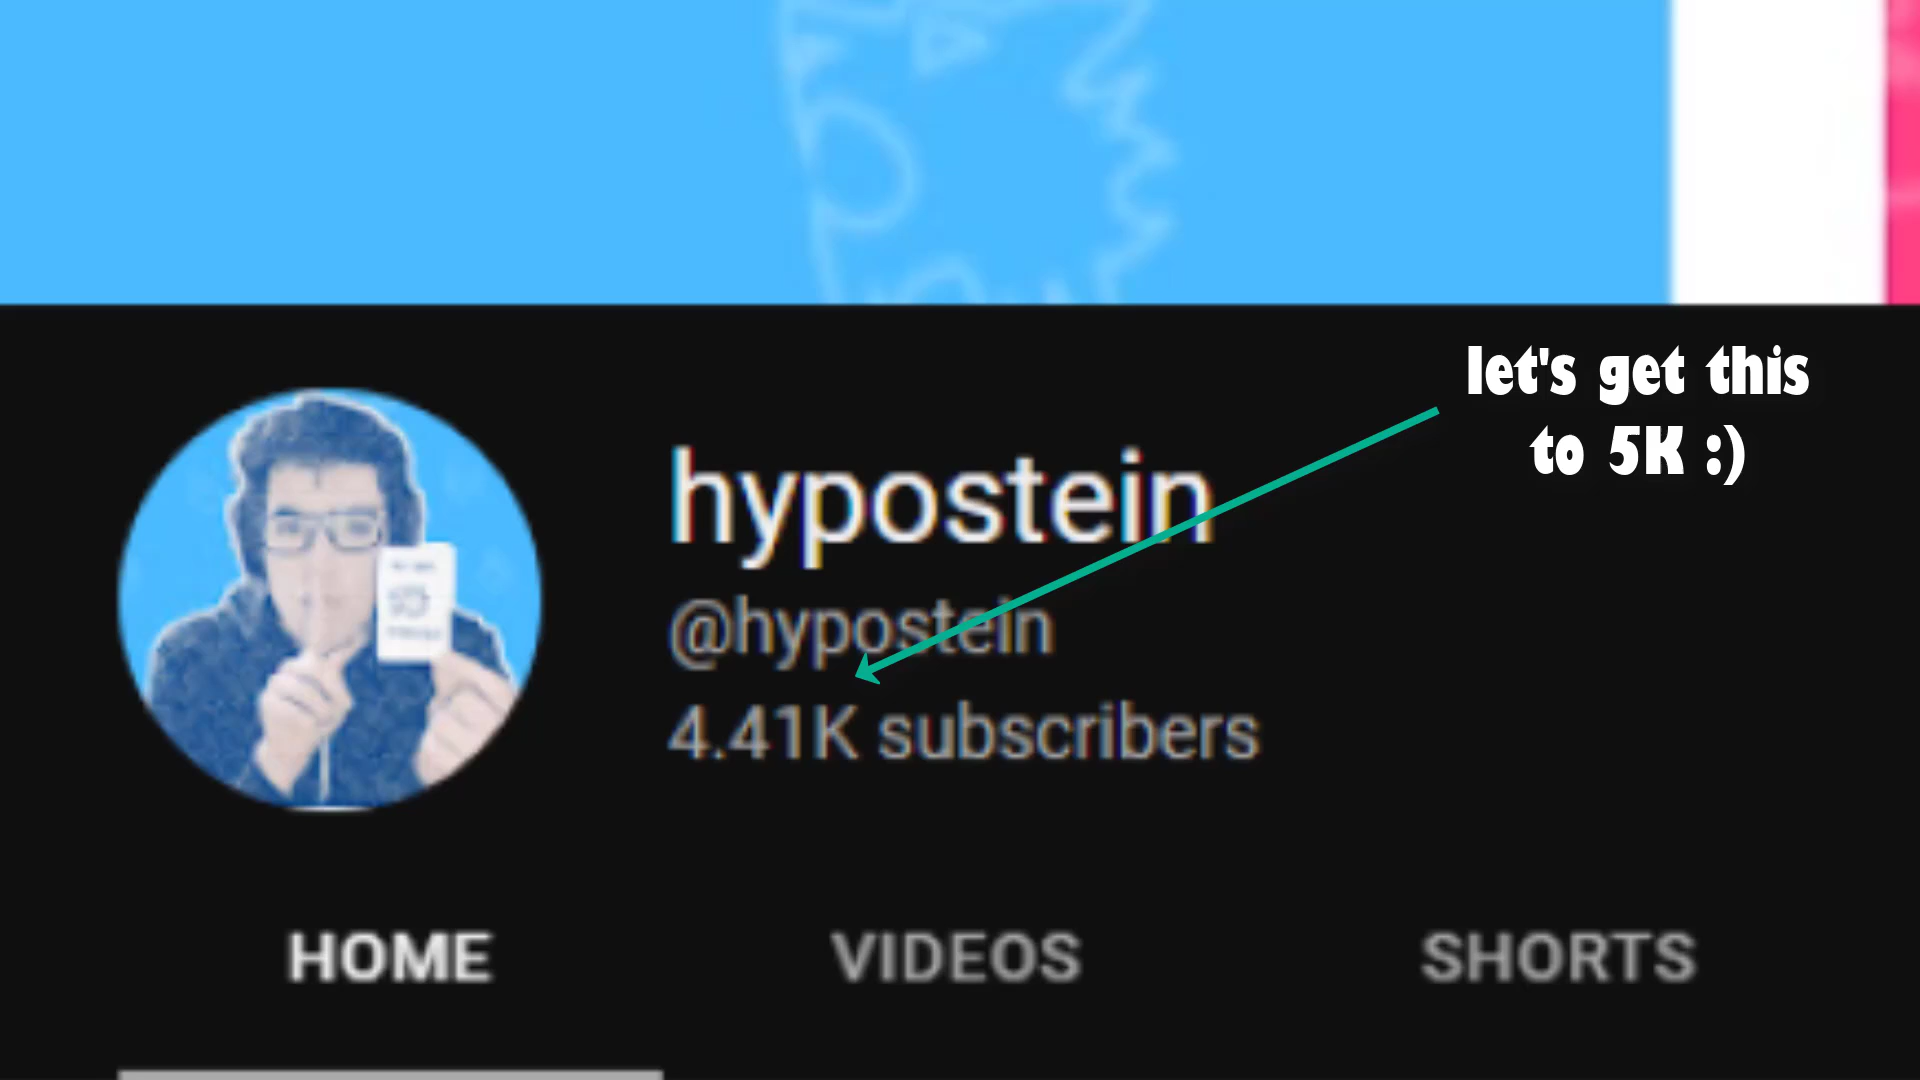 let's get this
to 5K :)
hypostein
@hypostein
4.41K subscribers
HOME
VIDEOS
SHORTS